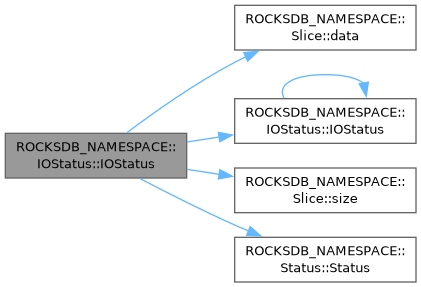 ROCKSDB_NAMESPACE::
IOStatus::IOStatus
ROCKSDB_NAMESPACE::
Slice::data
ROCKSDB_NAMESPACE::
IOStatus::IOStatus
ROCKSDB_NAMESPACE::
Slice::size
ROCKSDB_NAMESPACE::
Status::Status